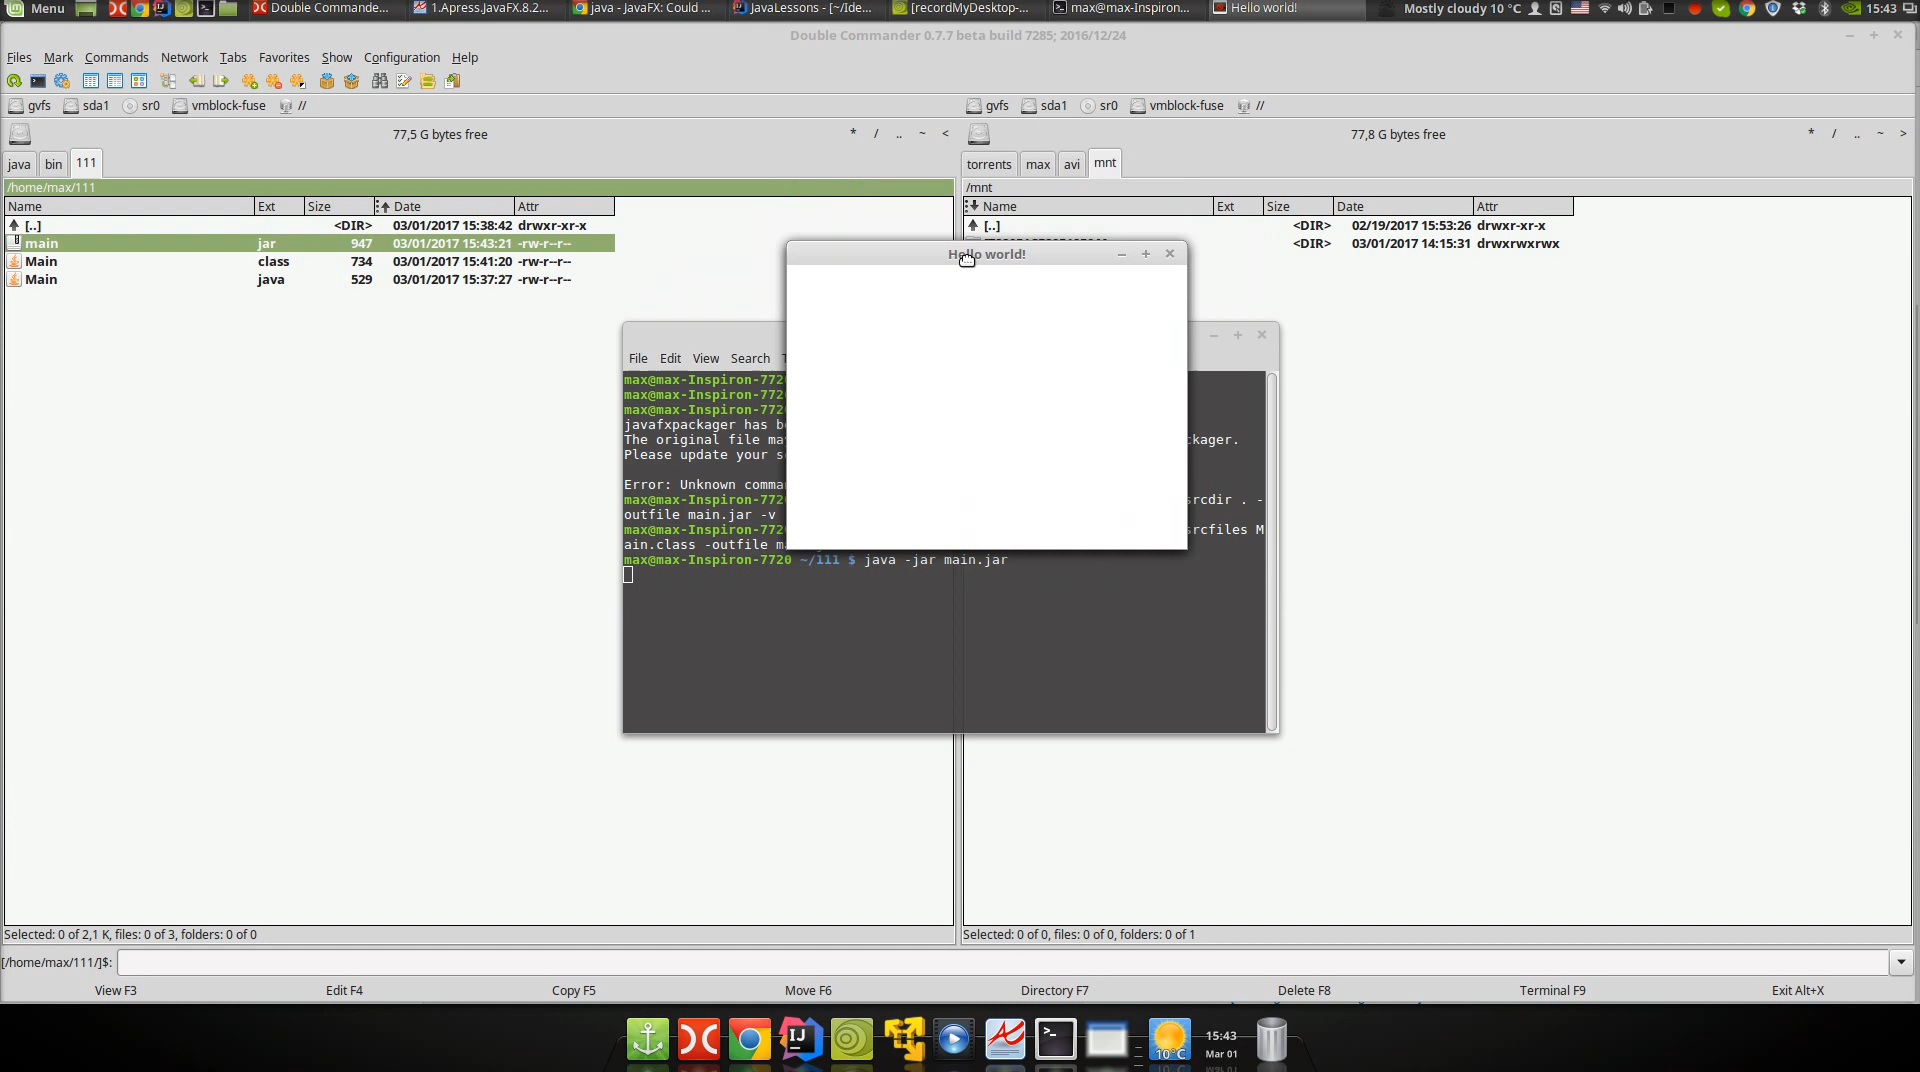 Menu
Double Commande...
1.Apress.JavaFX.8.2...
java - JavaFX: Could ...
JavaLessons - [~/Ide...
[recordMyDesktop-...
max@max-Inspiron...
Hello world!
Mostly cloudy 10 °C
15:43
Double Commander 0.7.7 beta build 7285; 2016/12/24
Files Mark Commands Network Tabs Favorites Show Configuration Help
gvfs sda1 sr0 vmblock-fuse //
gvfs sda1 sr0 vmblock-fuse //
77,5 G bytes free * / .. ~ <
77,8 G bytes free * / .. ~ >
java bin 111
torrents max avi mnt
/home/max/111
/mnt
Name Ext Size Date Attr
[..] <DIR> 03/01/2017 15:38:42 drwxr-xr-x
main jar 947 03/01/2017 15:43:21 -rw-r--r--
Main class 734 03/01/2017 15:41:20 -rw-r--r--
Main java 529 03/01/2017 15:37:27 -rw-r--r--
Name Ext Size Date Attr
[..] <DIR> 02/19/2017 15:53:26 drwxr-xr-x
<DIR> 03/01/2017 14:15:31 drwxrwxrwx
Hello world!
File Edit View Search
max@max-Inspiron-772
max@max-Inspiron-772
max@max-Inspiron-772
javafxpackager has b
The original file ma ckager.
Please update your s
Error: Unknown comma
max@max-Inspiron-772 srcdir . -
outfile main.jar -v
max@max-Inspiron-772 srcfiles M
ain.class -outfile m
max@max-Inspiron-7720 ~/111 $ java -jar main.jar
Selected: 0 of 2,1 K, files: 0 of 3, folders: 0 of 0
Selected: 0 of 0, files: 0 of 0, folders: 0 of 1
[/home/max/111/]$:
View F3 Edit F4 Copy F5 Move F6 Directory F7 Delete F8 Terminal F9 Exit Alt+X
10°C
15:43
Mar 01